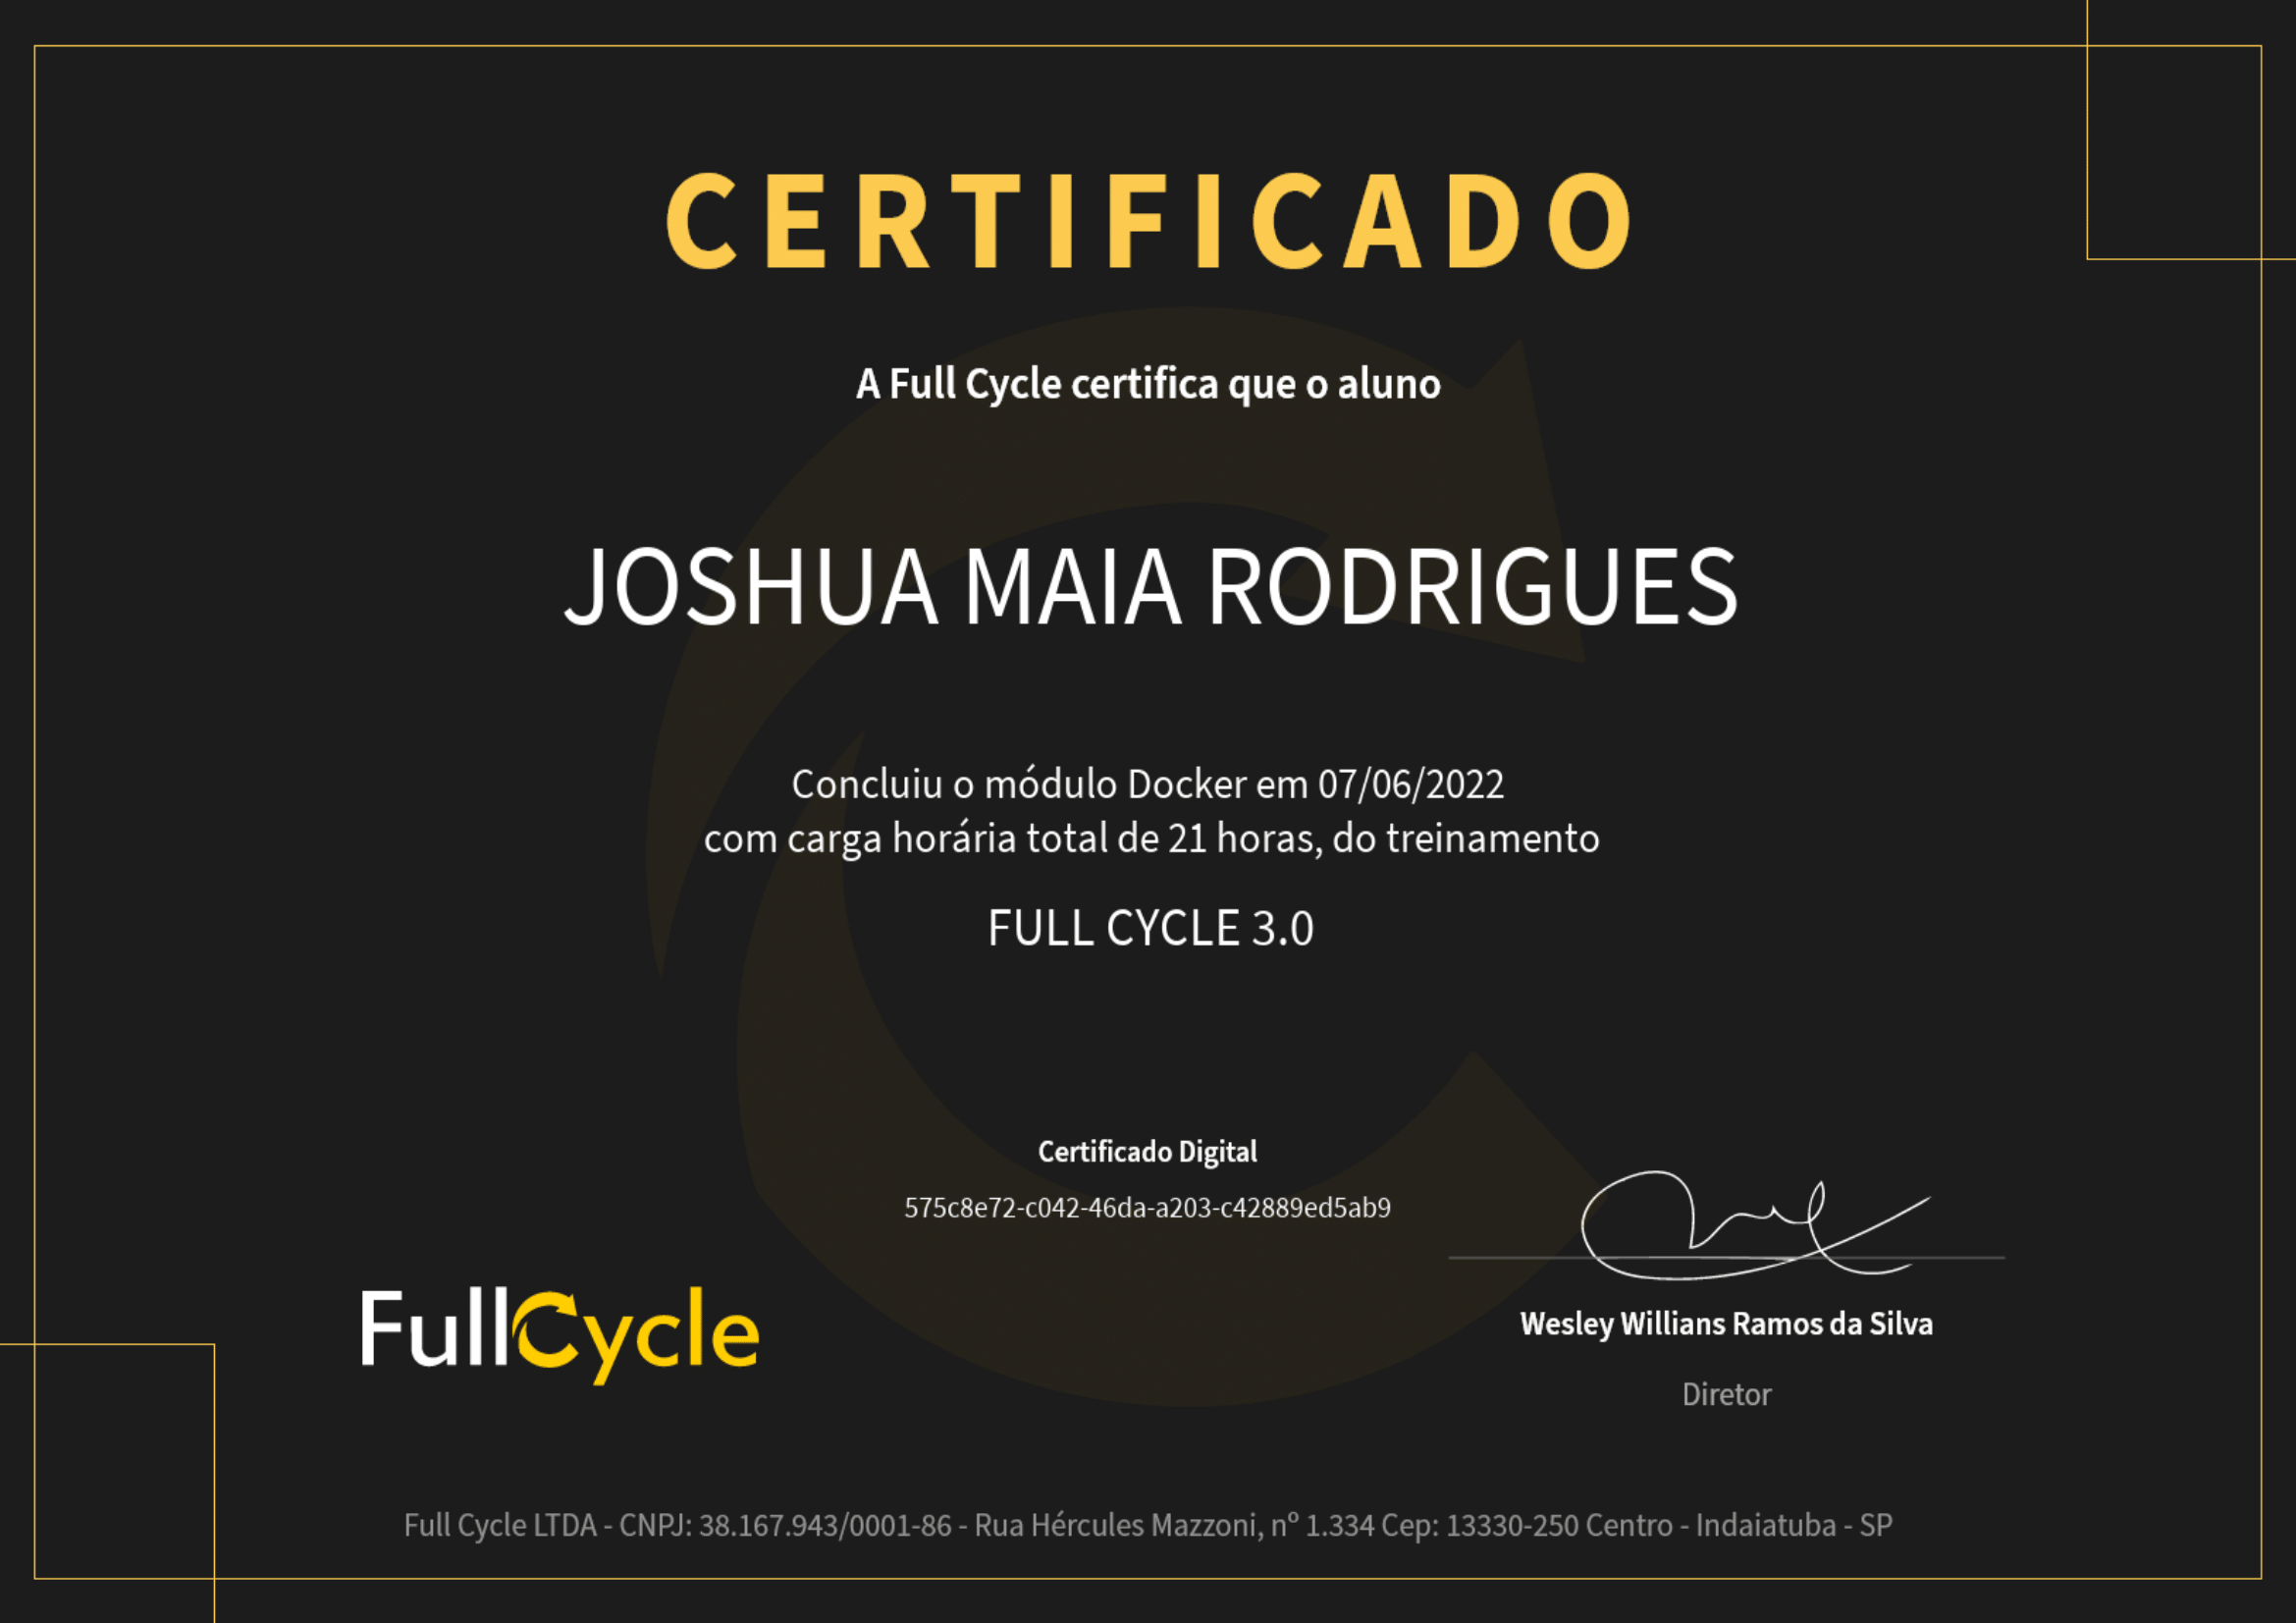 CERTIFICADO
A Full Cycle certifica que o aluno
JOSHUA MAIA RODRIGUES
Concluiu o módulo Docker em 07/06/2022
com carga horária total de 21 horas, do treinamento
FULL CYCLE 3.0
Certificado Digital
575c8e72-c042-46da-a203-c42889ed5ab9
FullCycle
Wesley Willians Ramos da Silva
Diretor
Full Cycle LTDA - CNPJ: 38.167.943/0001-86 - Rua Hércules Mazzoni, nº 1.334 Cep: 13330-250 Centro - Indaiatuba - SP